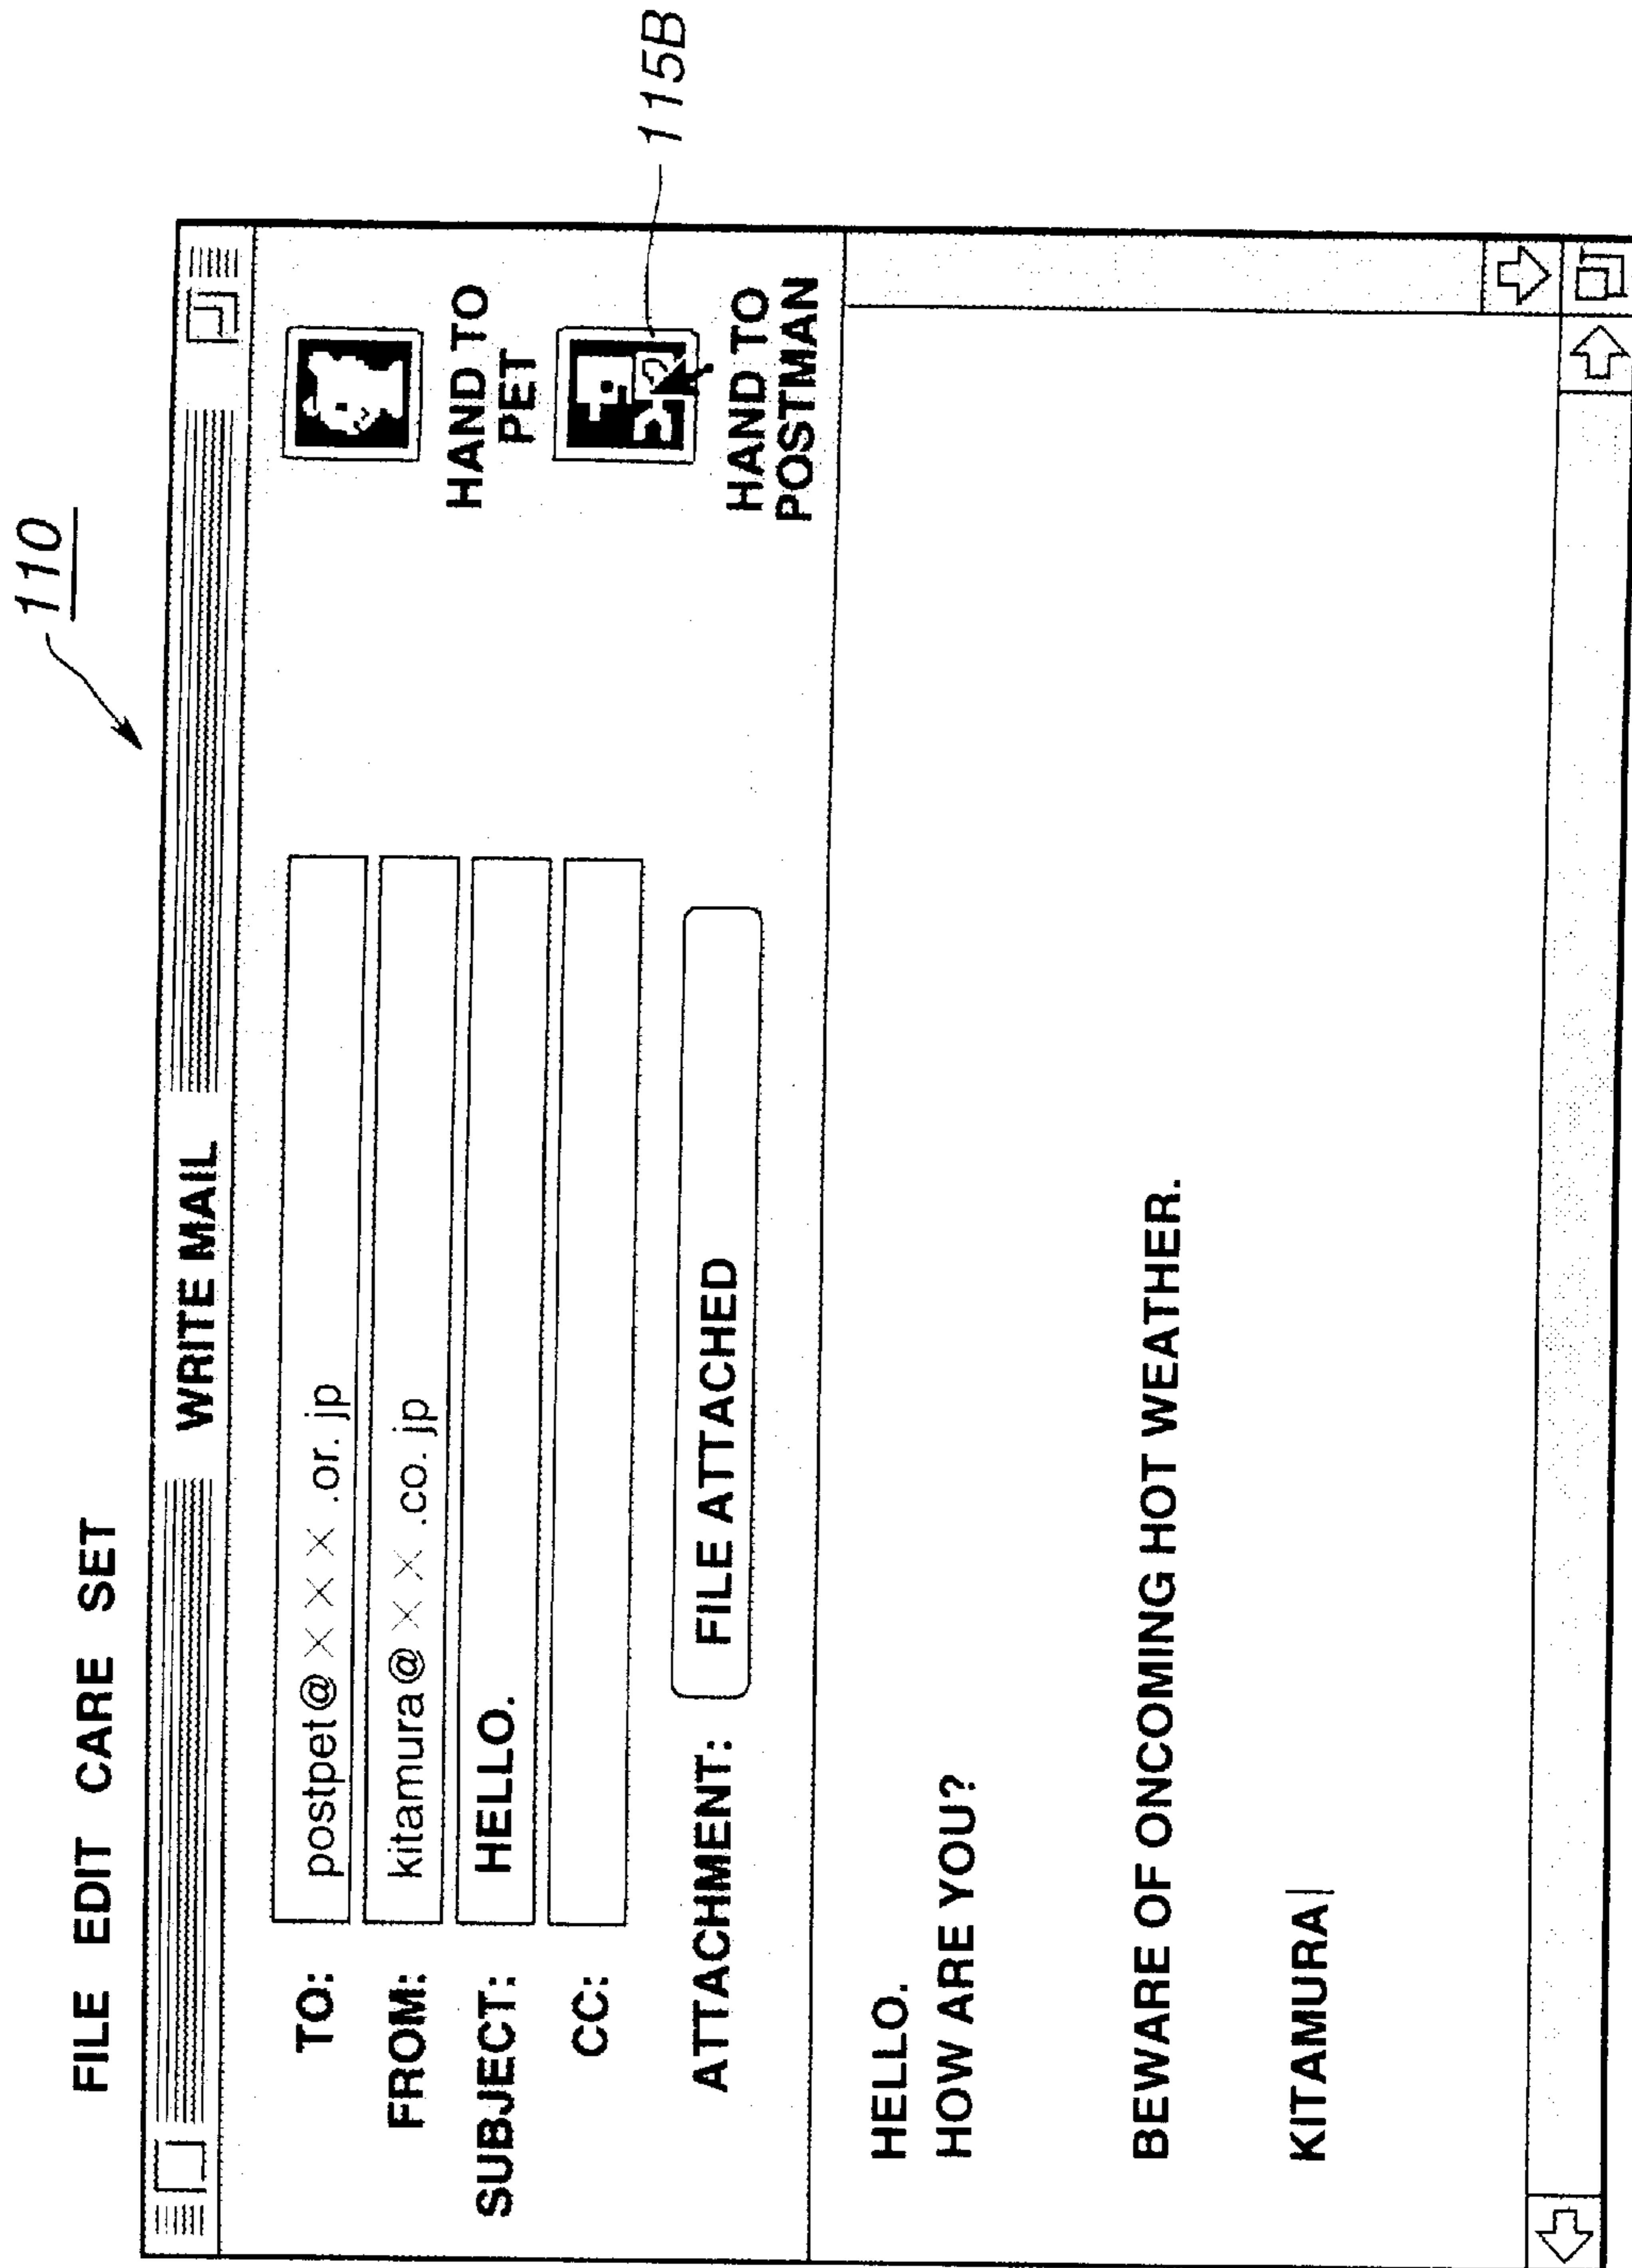 110
FILE EDIT CARE SET
WRITE MAIL
TO: postpet@×××.or.jp
FROM: kitamura@××.co.jp
SUBJECT: HELLO.
CC:
ATTACHMENT: FILE ATTACHED
HAND TO
PET
115B
HAND TO
POSTMAN
HELLO.
HOW ARE YOU?
BEWARE OF ONCOMING HOT WEATHER.
KITAMURA